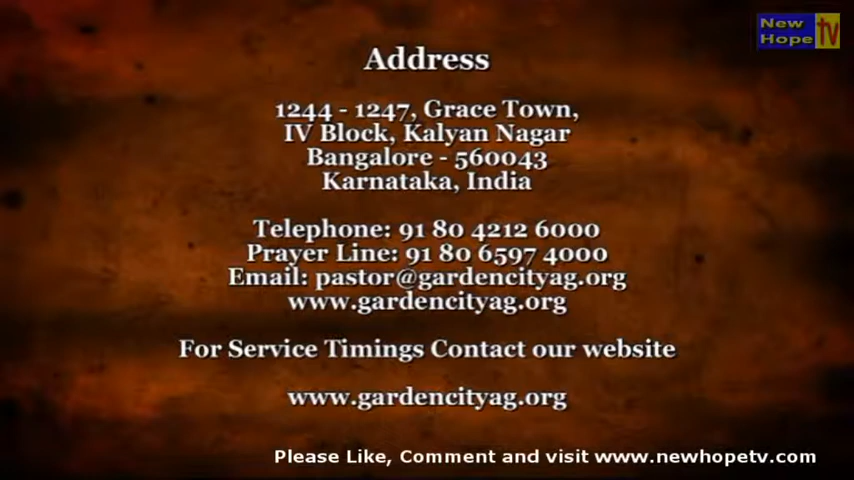 New
Hope TV
Address
1244 - 1247, Grace Town,
IV Block, Kalyan Nagar
Bangalore - 560043
Karnataka, India
Telephone: 91 80 4212 6000
Prayer Line: 91 80 6597 4000
Email: pastor@gardencityag.org
www.gardencityag.org
For Service Timings Contact our website
www.gardencityag.org
Please Like, Comment and visit www.newhopetv.com